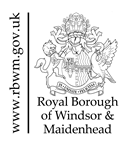 www.rbwm.gov.uk
Royal Borough
of Windsor &
Maidenhead